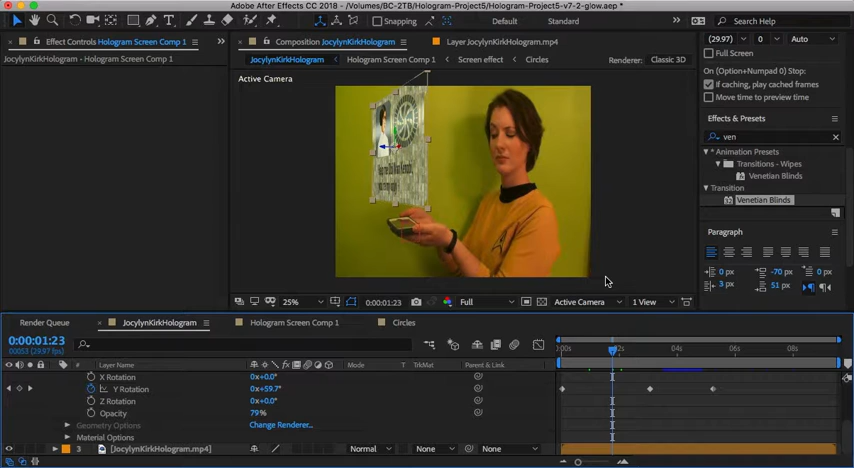 Adobe After Effects CC 2018 - /Volumes/BC-2TB/Hologram-Project5/Hologram-Project5-v7-2-glow.aep *
Snapping
Default
Standard
Search Help
Effect Controls Hologram Screen Comp 1
Composition JocylynKirkHologram
Layer JocylynKirkHologram.mp4
(29.97)
0
Auto
JocylynKirkHologram • Hologram Screen Comp 1
JocylynKirkHologram
Hologram Screen Comp 1
Screen effect
Circles
Renderer:
Classic 3D
Full Screen
Active Camera
On (Option+Numpad 0) Stop:
If caching, play cached frames
Move time to preview time
Effects & Presets
ven
* Animation Presets
Transitions - Wipes
Venetian Blinds
Transition
Venetian Blinds
Paragraph
0 px
-70 px
0 px
3 px
51 px
25%
0:00:01:23
Full
Active Camera
1 View
Render Queue
JocylynKirkHologram
Hologram Screen Comp 1
Circles
0:00:01:23
00053 (29.97 fps)
:00s
02s
04s
06s
08s
#
Layer Name
Mode
T
TrkMat
Parent & Link
X Rotation
0x+0.0°
Y Rotation
0x+59.7°
Z Rotation
0x+0.0°
Opacity
79%
Geometry Options
Change Renderer...
Material Options
3
[JocylynKirkHologram.mp4]
Normal
None
None